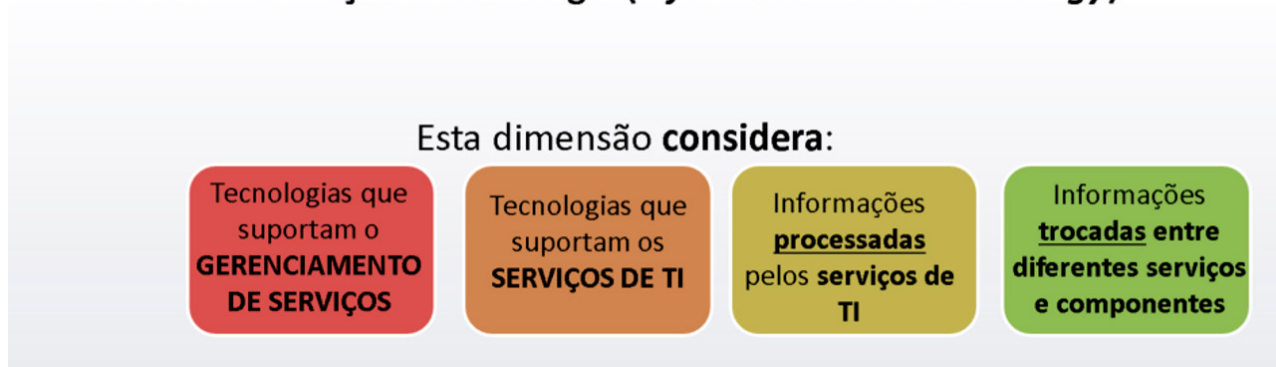 Esta dimensão considera:
Tecnologias que
suportam o
GERENCIAMENTO
DE SERVIÇOS
Tecnologias que
suportam os
SERVIÇOS DE TI
Informações
processadas
pelos serviços de
TI
Informações
trocadas entre
diferentes serviços
e componentes